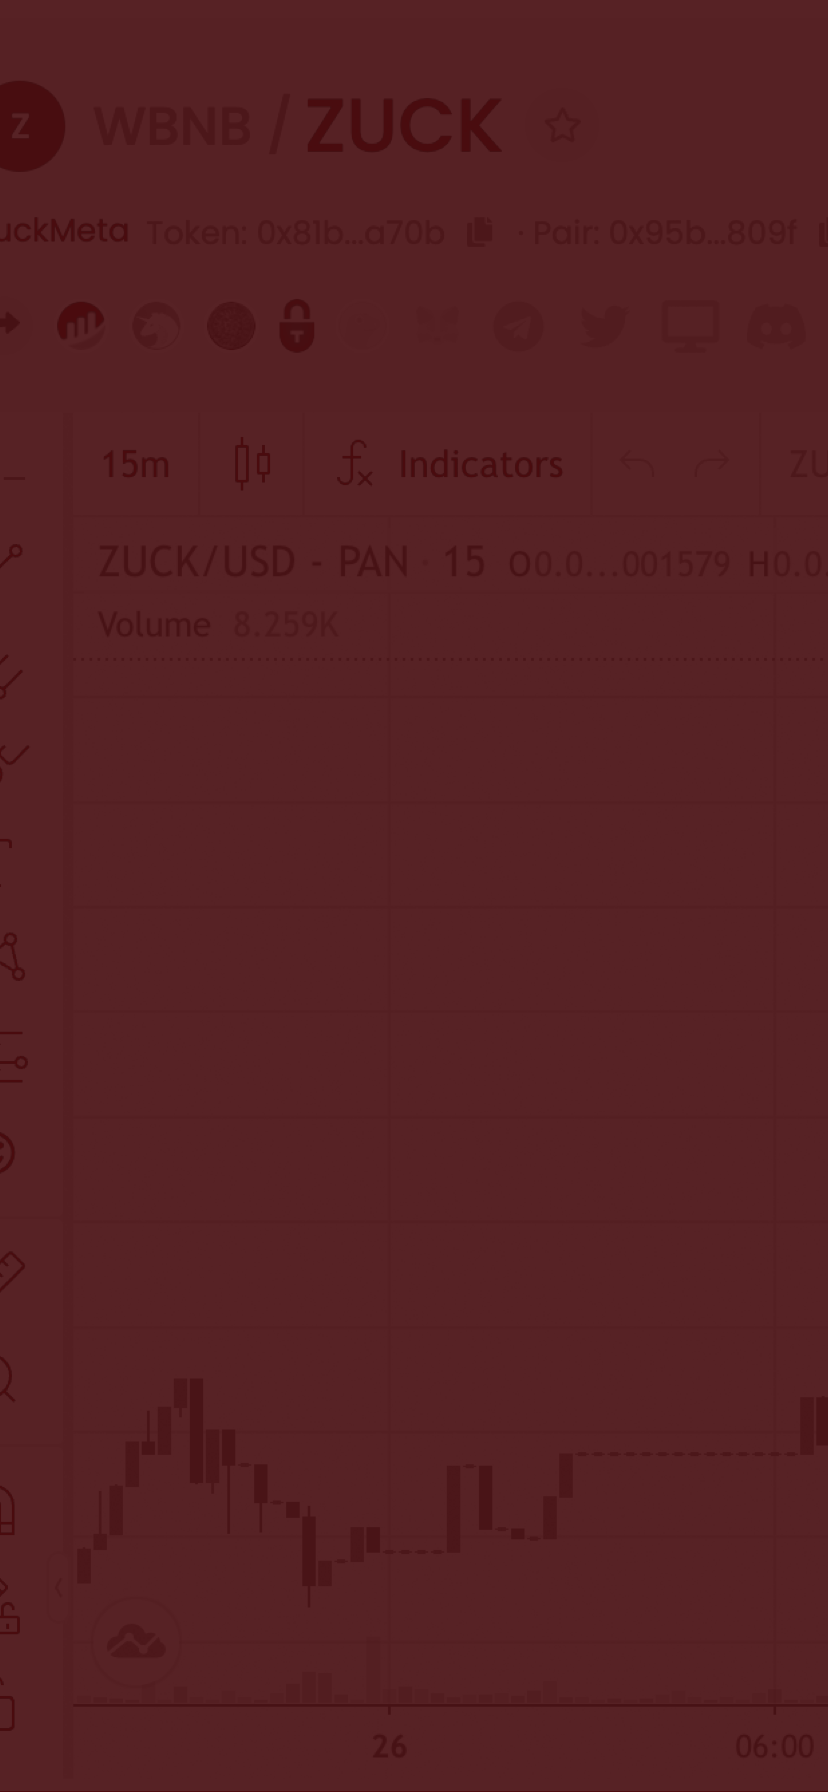 Z WBNB / ZUCK
uckMeta Token: 0x81b...a70b · Pair: 0x95b...809f
15m Indicators ZU
ZUCK/USD - PAN · 15 O0.0...001579 H0.0.
Volume 8.259K
26 06:00